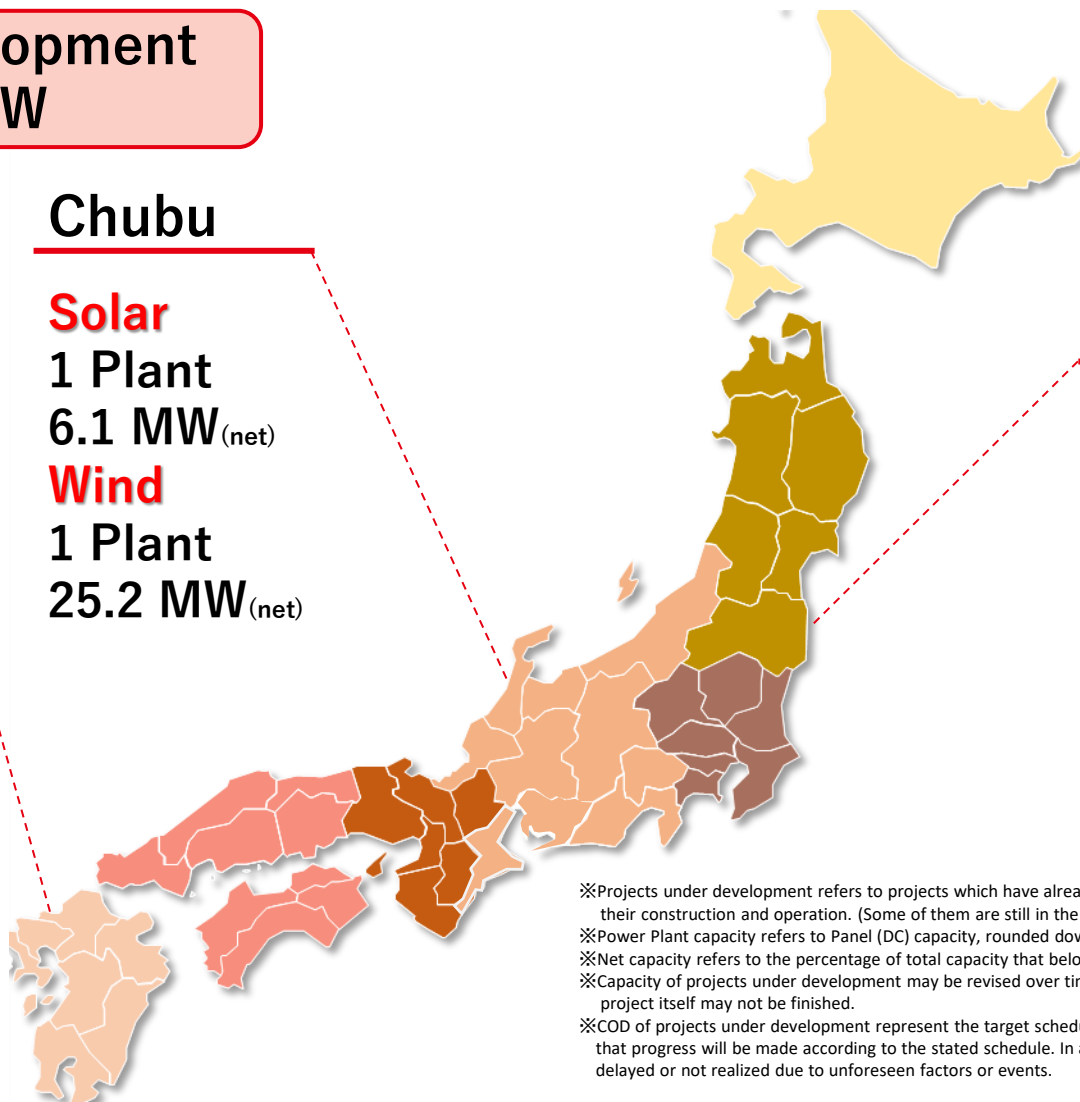 opment
W
Chubu
Solar
1 Plant
6.1 MW(net)
Wind
1 Plant
25.2 MW(net)
※Projects under development refers to projects which have alrea
their construction and operation. (Some of them are still in the
※Power Plant capacity refers to Panel (DC) capacity, rounded dow
※Net capacity refers to the percentage of total capacity that belo
※Capacity of projects under development may be revised over tim
project itself may not be finished.
※COD of projects under development represent the target schedu
that progress will be made according to the stated schedule. In a
delayed or not realized due to unforeseen factors or events.